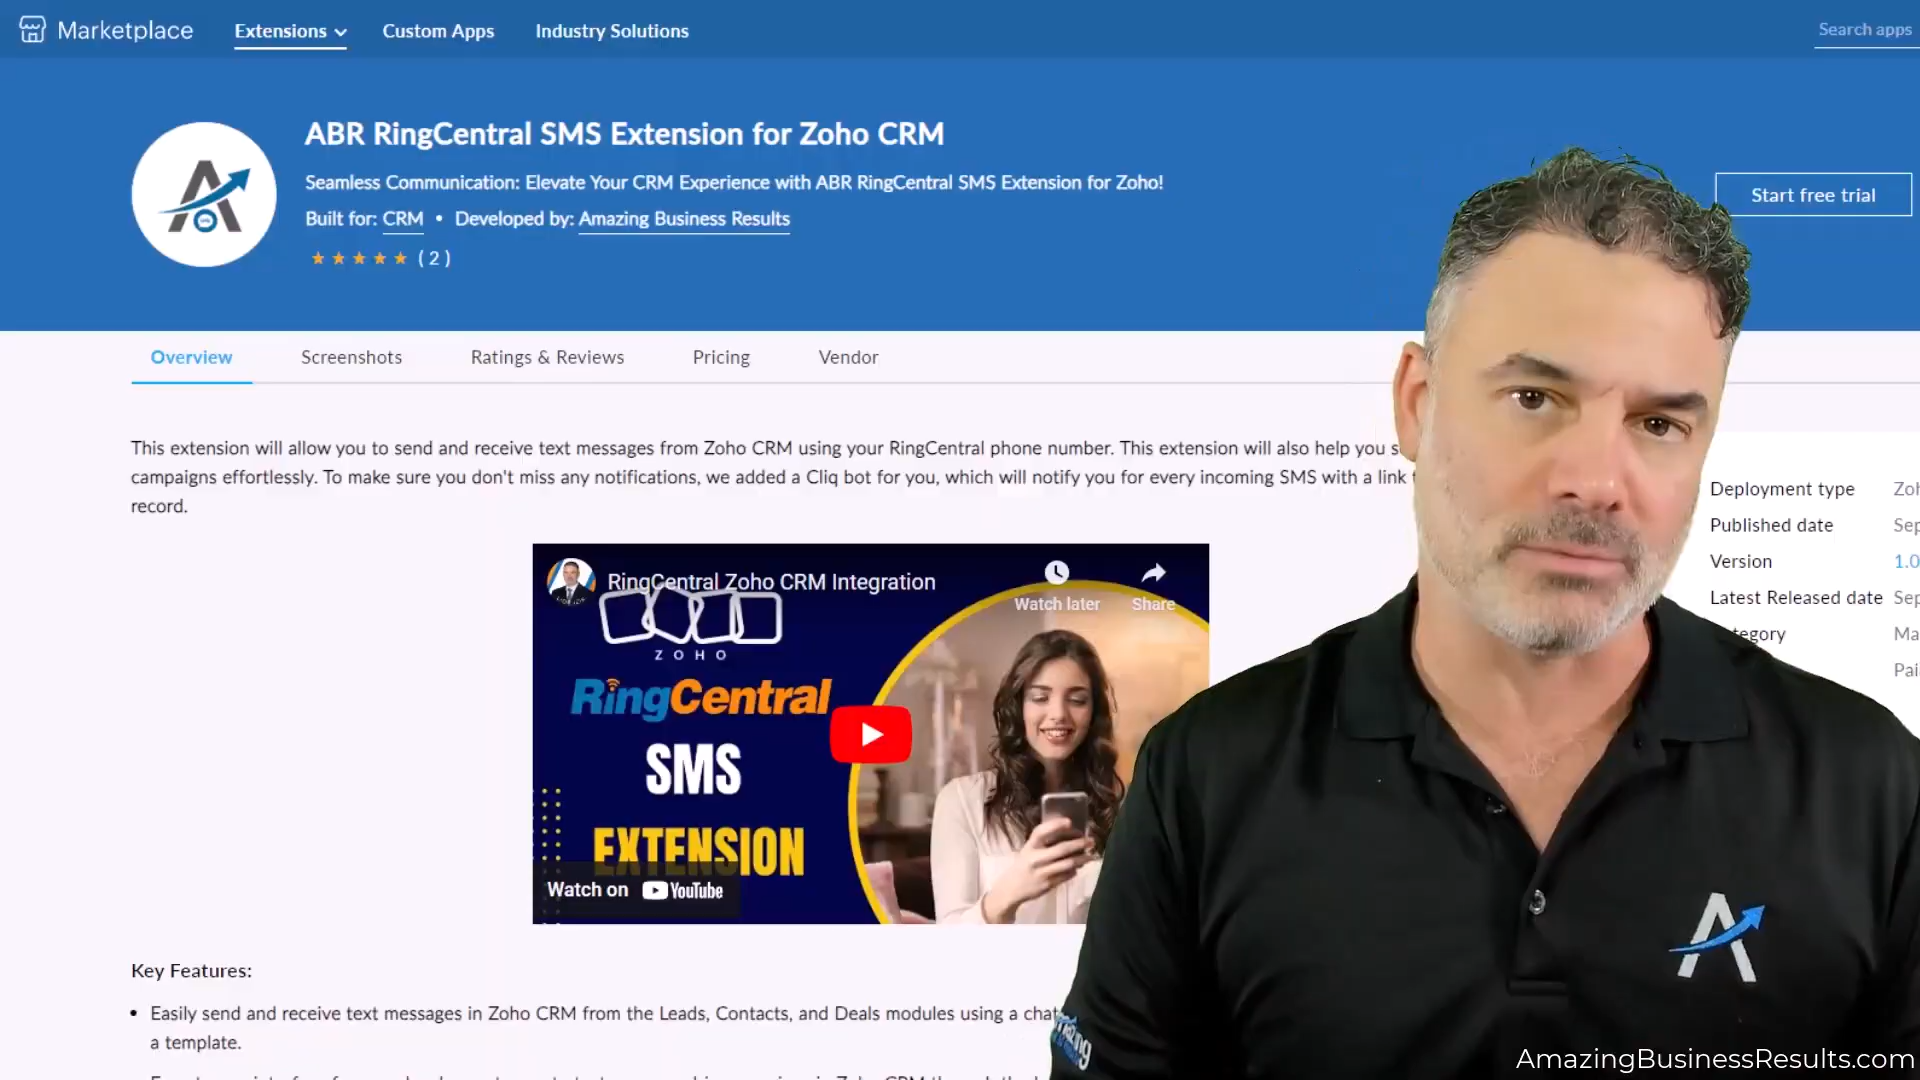 Marketplace
Extensions
Custom Apps
Industry Solutions
Search apps
ABR RingCentral SMS Extension for Zoho CRM
Seamless Communication: Elevate Your CRM Experience with ABR RingCentral SMS Extension for Zoho!
Built for: CRM • Developed by: Amazing Business Results
( 2 )
Start free trial
Overview
Screenshots
Ratings & Reviews
Pricing
Vendor
This extension will allow you to send and receive text messages from Zoho CRM using your RingCentral phone number. This extension will also help you
campaigns effortlessly. To make sure you don't miss any notifications, we added a Cliq bot for you, which will notify you for every incoming SMS with a link
record.
Deployment type
Published date
Version 1.0
Latest Released date
RingCentral Zoho CRM Integration
Watch later
Share
ZOHO
RingCentral
SMS
EXTENSION
Watch on YouTube
Key Features:
• Easily send and receive text messages in Zoho CRM from the Leads, Contacts, and Deals modules using a chat
a template.
AmazingBusinessResults.com